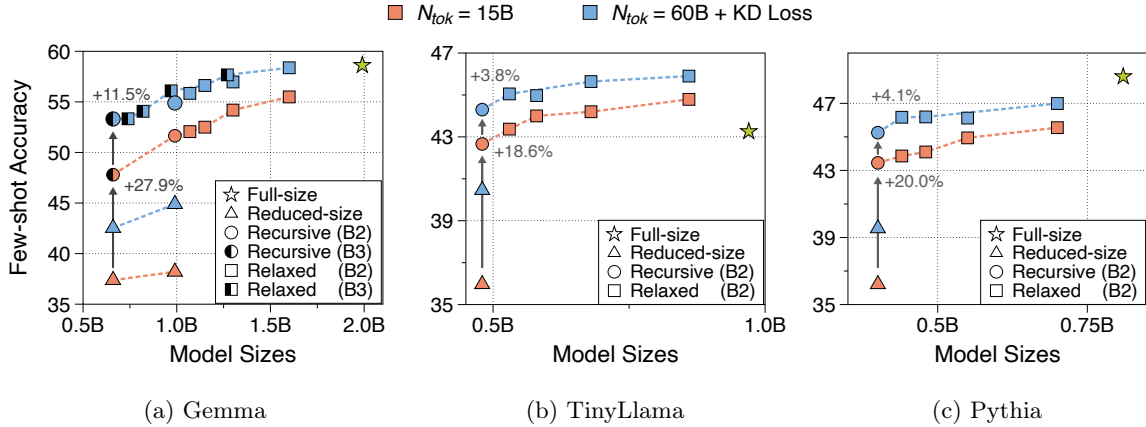 N_tok = 15B
N_tok = 60B + KD Loss
Few-shot Accuracy
60
55
50
45
40
35
+11.5%
+27.9%
Full-size
Reduced-size
Recursive (B2)
Recursive (B3)
Relaxed (B2)
Relaxed (B3)
0.5B 1.0B 1.5B 2.0B
Model Sizes
(a) Gemma
45
42
39
36
+3.8%
+18.6%
Full-size
Reduced-size
Recursive (B2)
Relaxed (B2)
0.5B 1.0B
Model Sizes
(b) TinyLlama
47
43
39
35
+4.1%
+20.0%
Full-size
Reduced-size
Recursive (B2)
Relaxed (B2)
0.5B 0.75B
Model Sizes
(c) Pythia